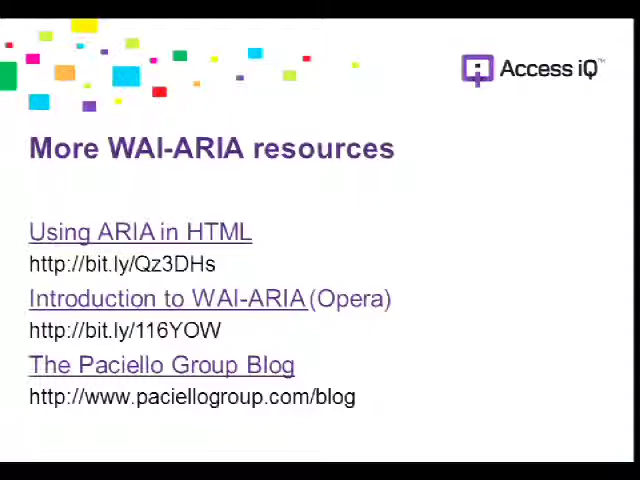 Access iQ™
More WAI-ARIA resources
Using ARIA in HTML
http://bit.ly/Qz3DHs
Introduction to WAI-ARIA (Opera)
http://bit.ly/116YOW
The Paciello Group Blog
http://www.paciellogroup.com/blog